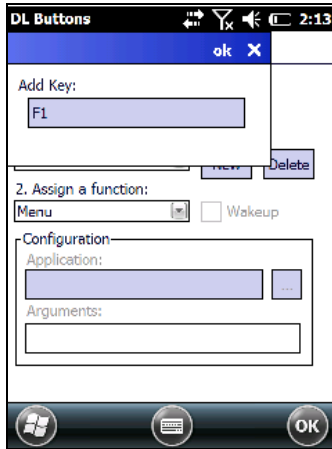 DL Buttons 2:13
ok
Add Key:
F1
New Delete
2. Assign a function:
Menu Wakeup
Configuration
Application:
...
Arguments:
OK